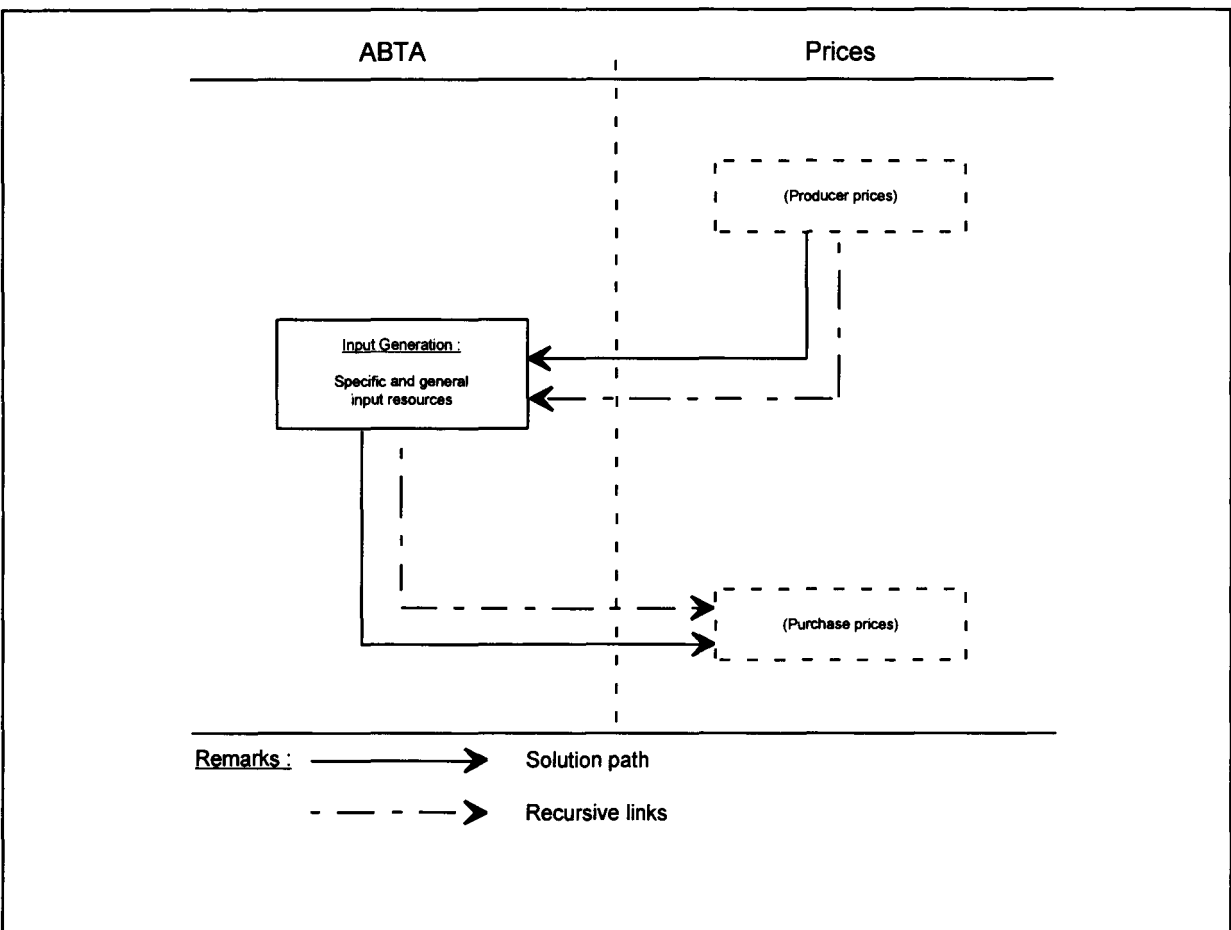 ABTA
Prices
(Producer prices)
Input Generation :
Specific and general
input resources
(Purchase prices)
Remarks :
Solution path
Recursive links